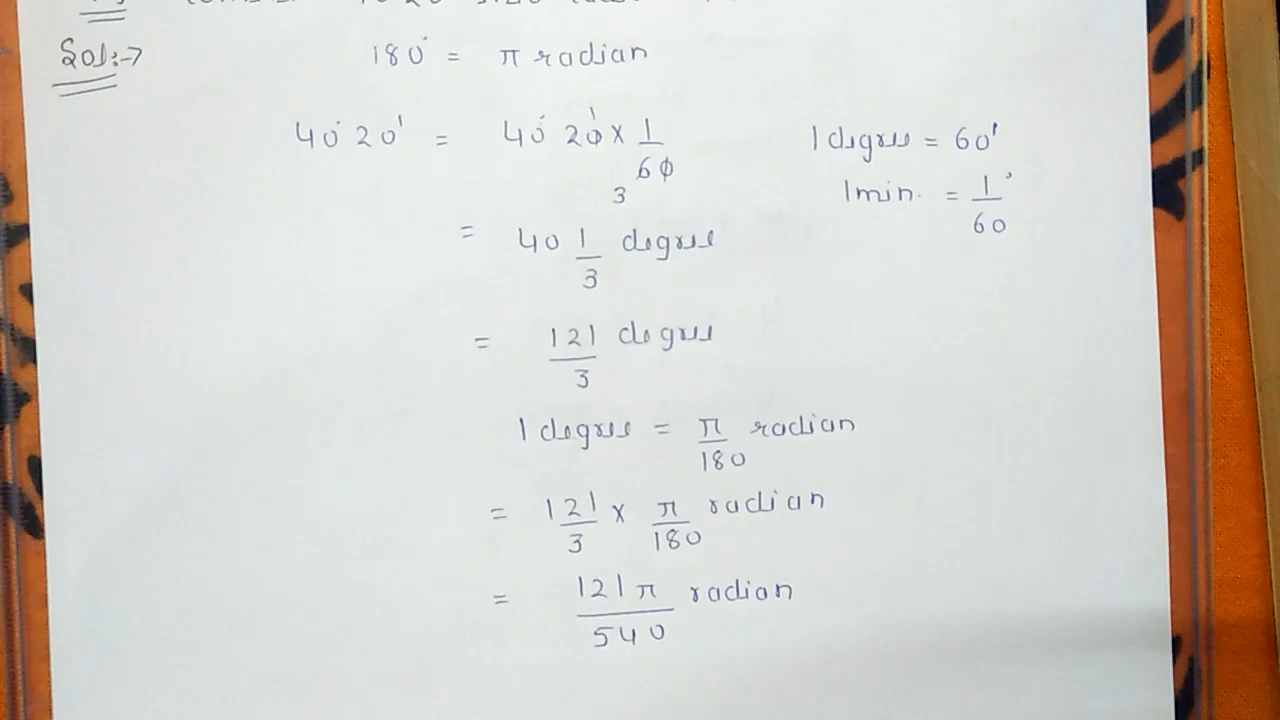 Sol:→ 180° = π radian
40° 20' = 40° 20 × 1/60 1 degree = 60'
1 3
1 min. = 1/60°
= 40 1/3 degree
= 121/3 degree
1 degree = π/180 radian
= 121/3 × π/180 radian
= 121π/540 radian